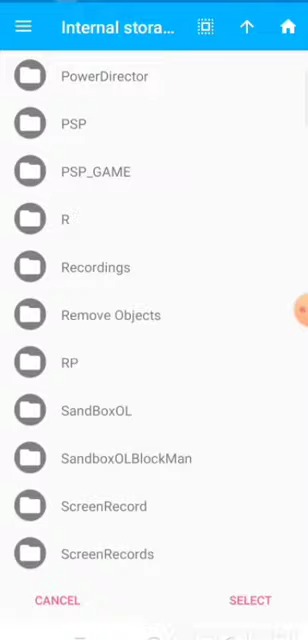 Internal stora...
PowerDirector
PSP
PSP_GAME
R
Recordings
Remove Objects
RP
SandBoxOL
SandboxOLBlockMan
ScreenRecord
ScreenRecords
CANCEL
SELECT